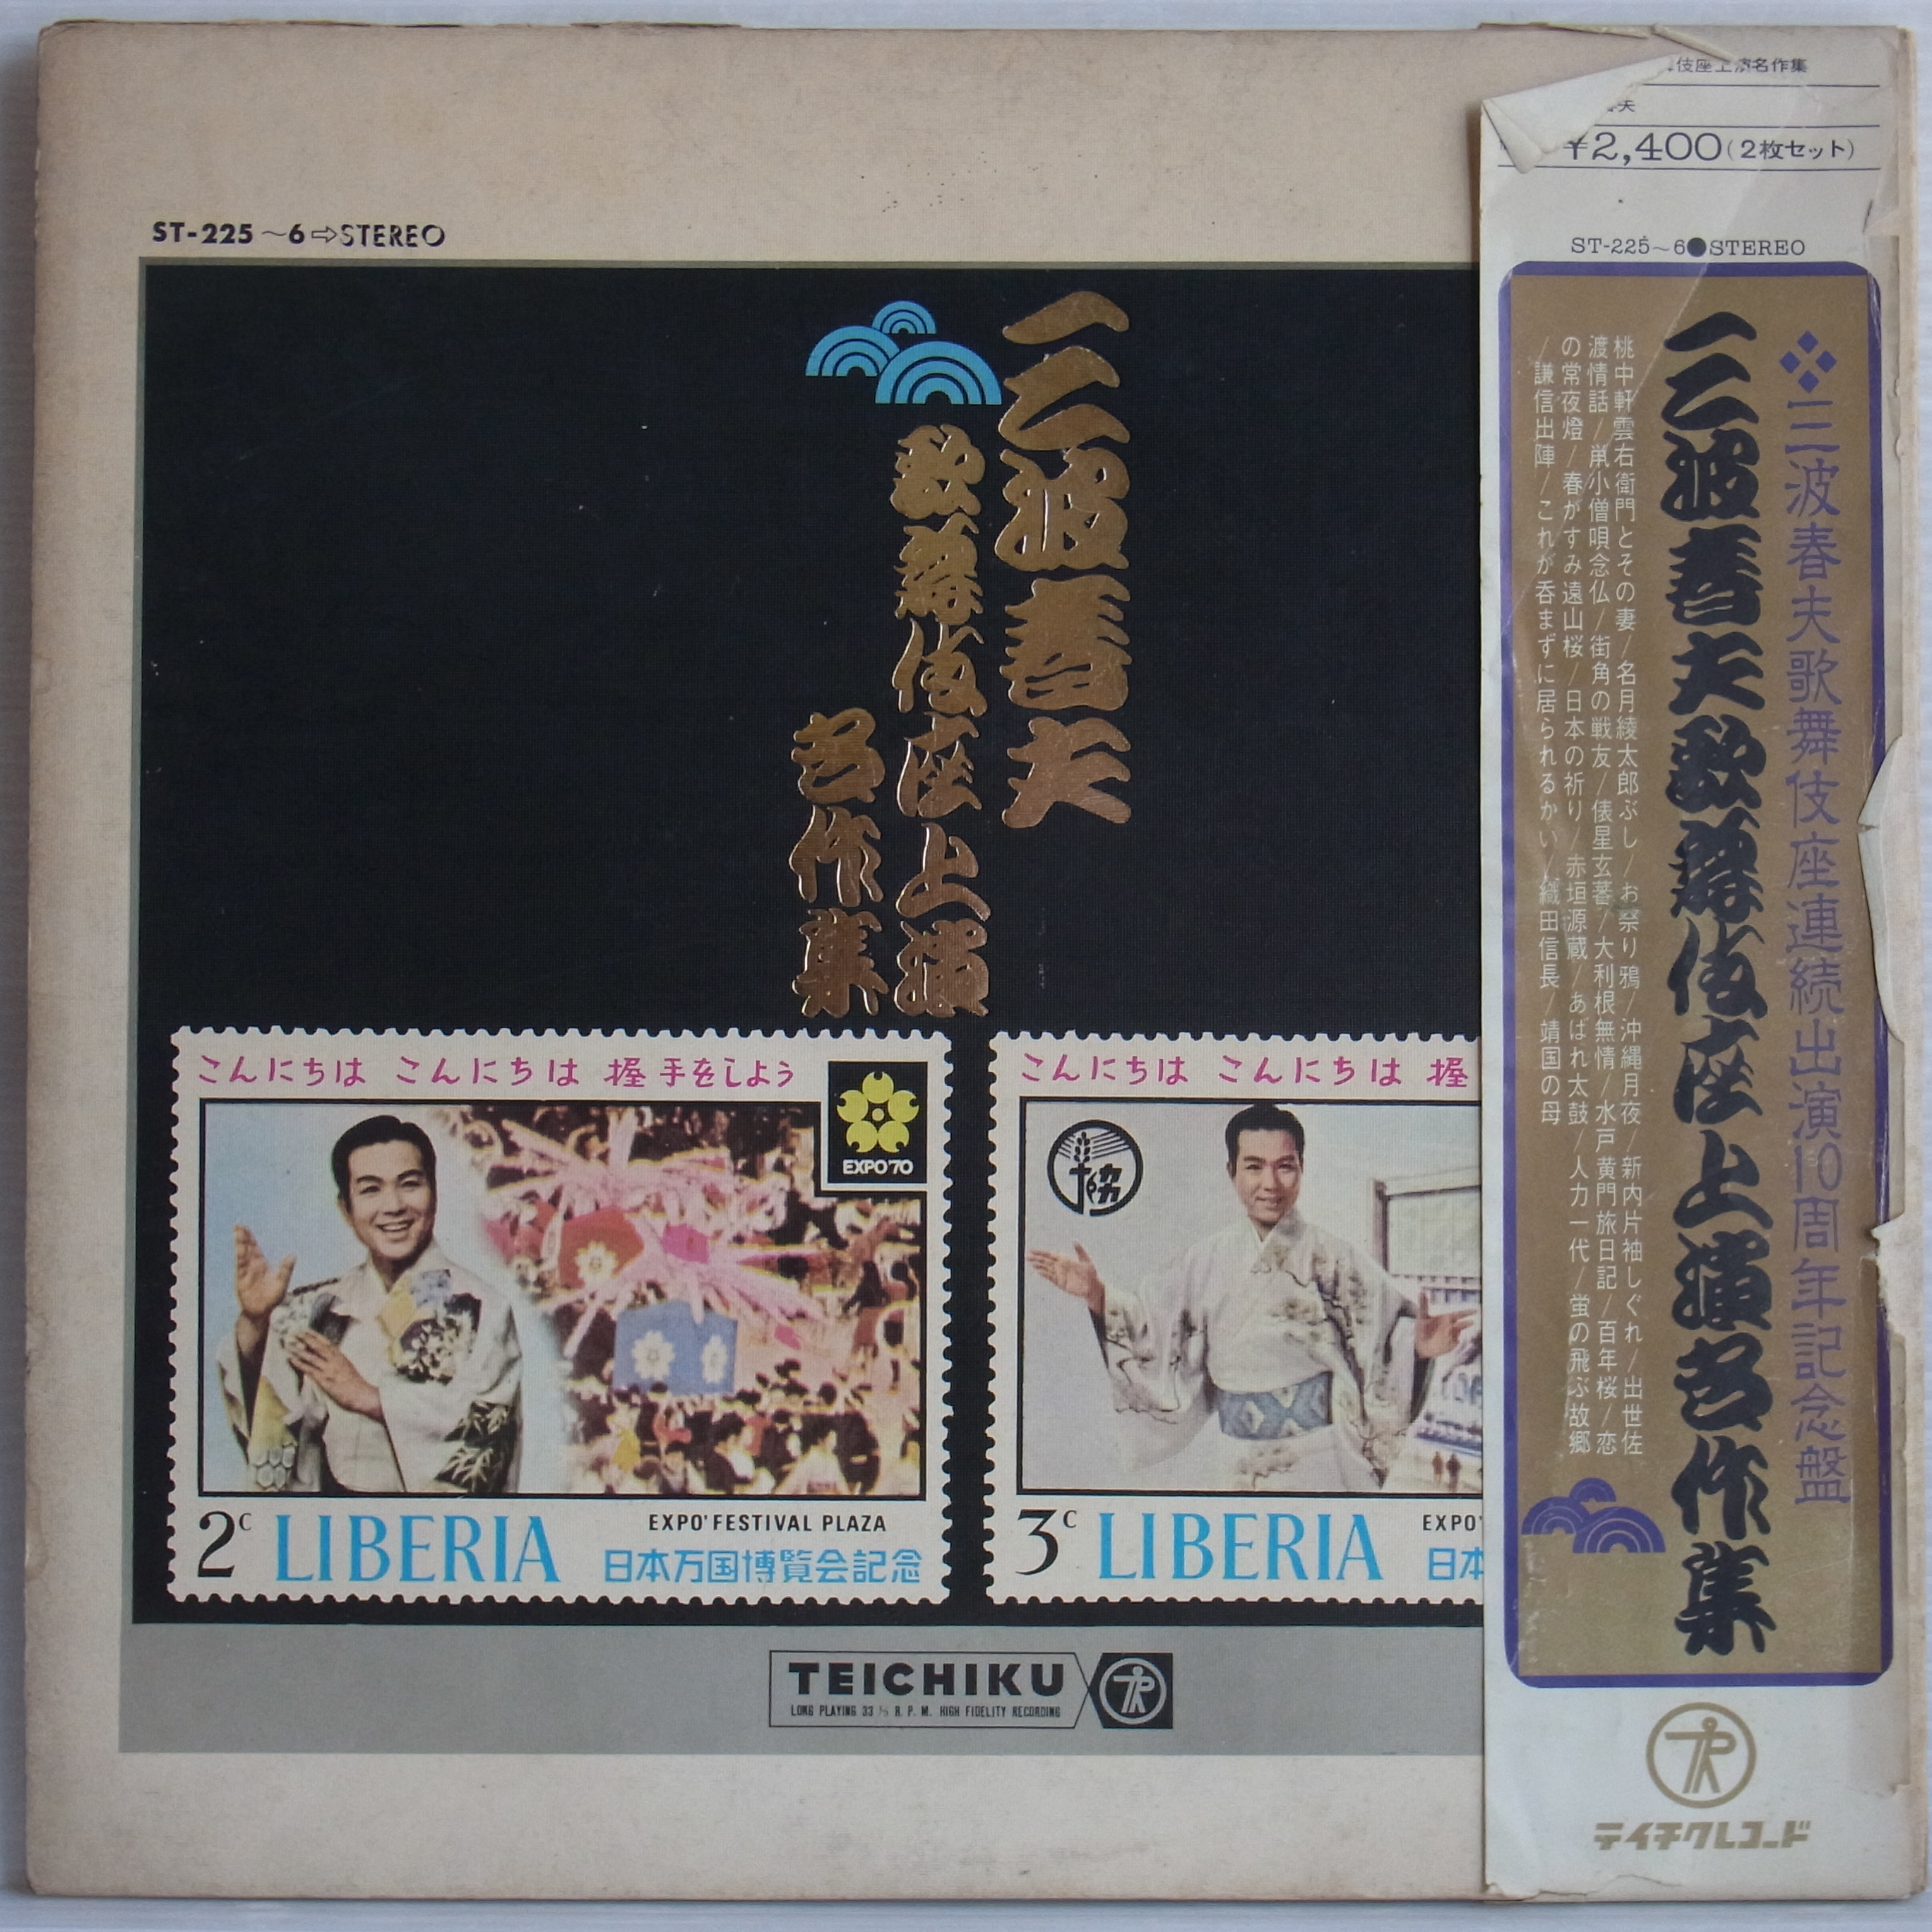 ST-225～6⇨STEREO
三波春夫
歌舞伎座上演
名作集
こんにちは こんにちは 握手をしよう
EXPO'70
2c LIBERIA
EXPO'FESTIVAL PLAZA
日本万国博覧会記念
こんにちは こんにちは 握
協
3c LIBERIA
EXPO'
日本
TEICHIKU
LONG PLAYING 33 ⅓ R.P.M. HIGH FIDELITY RECORDING
伎座上演名作集
夫
¥2,400(2枚セット)
ST-225～6●STEREO
❖三波春夫歌舞伎座連続出演10周年記念盤
三波春夫歌舞伎座上演名作集
桃中軒雲右衛門とその妻/名月綾太郎ぶし/お祭り鴉/沖縄月夜/新内片袖しぐれ/出世佐
渡情話/鼡小僧唄念仏/街角の戦友/俵星玄蕃/大利根無情/水戸黄門旅日記/百年桜/恋
の常夜燈/春がすみ遠山桜/日本の祈り/赤垣源蔵/あばれ太鼓/人力一代/蛍の飛ぶ故郷
/謙信出陣/これが呑まずに居られるかい/織田信長/靖国の母
テイチクレコード